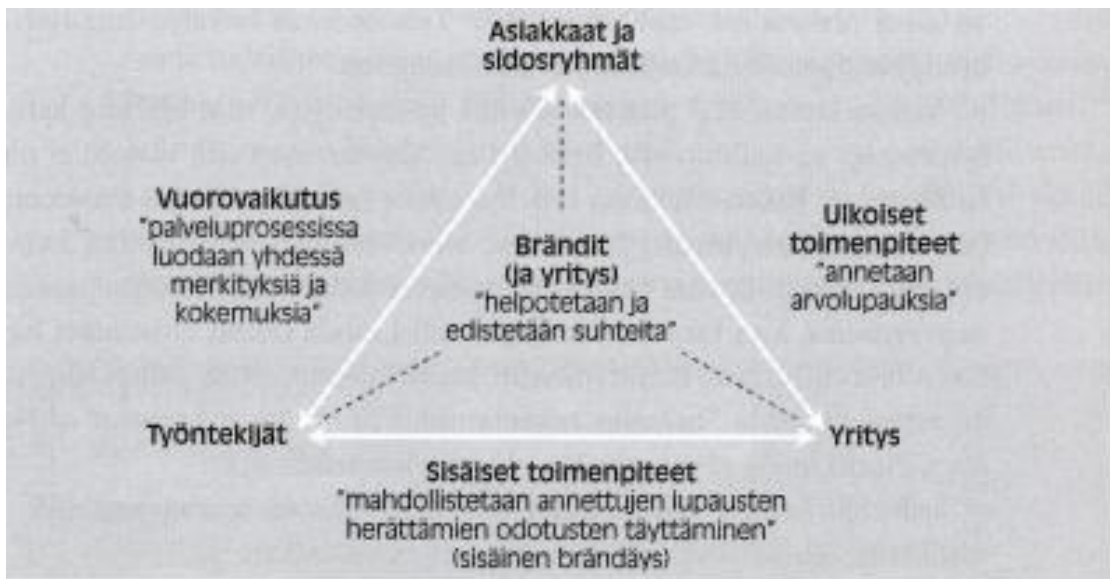 Asiakkaat ja
sidosryhmät
Vuorovaikutus
"palveluprosessissa
luodaan yhdessä
merkityksiä ja
kokemuksia"
Brändit
(ja yritys)
"helpotetaan ja
edistetään suhteita"
Ulkoiset
toimenpiteet
"annetaan
arvolupauksia"
Työntekijät
Yritys
Sisäiset toimenpiteet
"mahdollistetaan annettujen lupausten
herättämien odotusten täyttäminen"
(sisäinen brändäys)